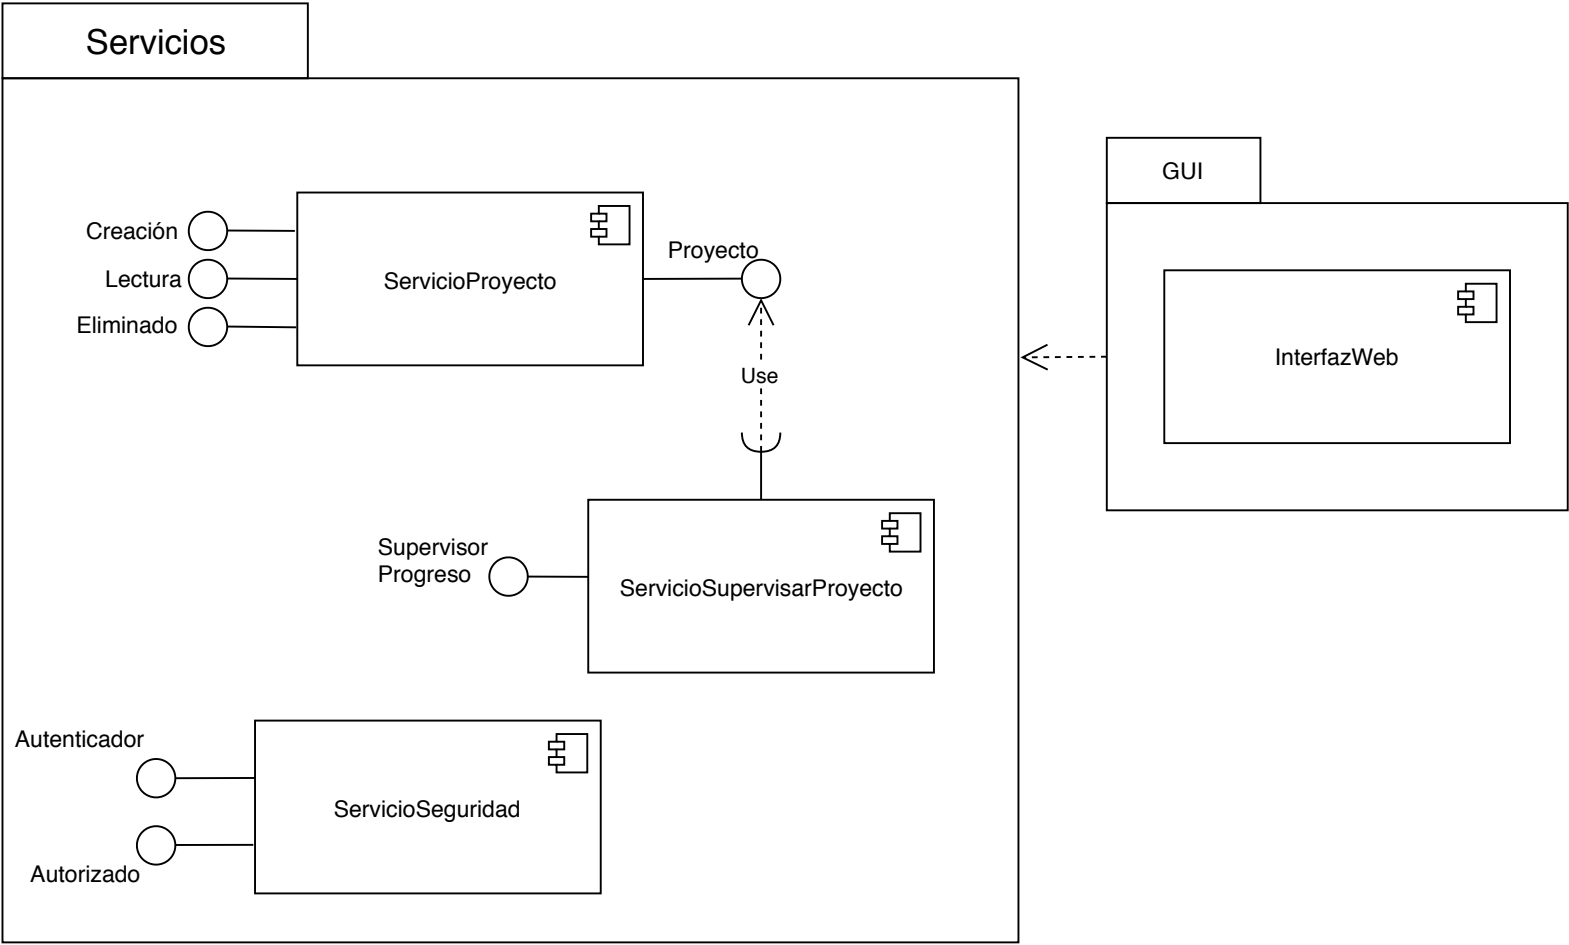 Servicios
GUI
Creación
Lectura
Eliminado
ServicioProyecto
Proyecto
Use
InterfazWeb
Supervisor
Progreso
ServicioSupervisarProyecto
Autenticador
ServicioSeguridad
Autorizado